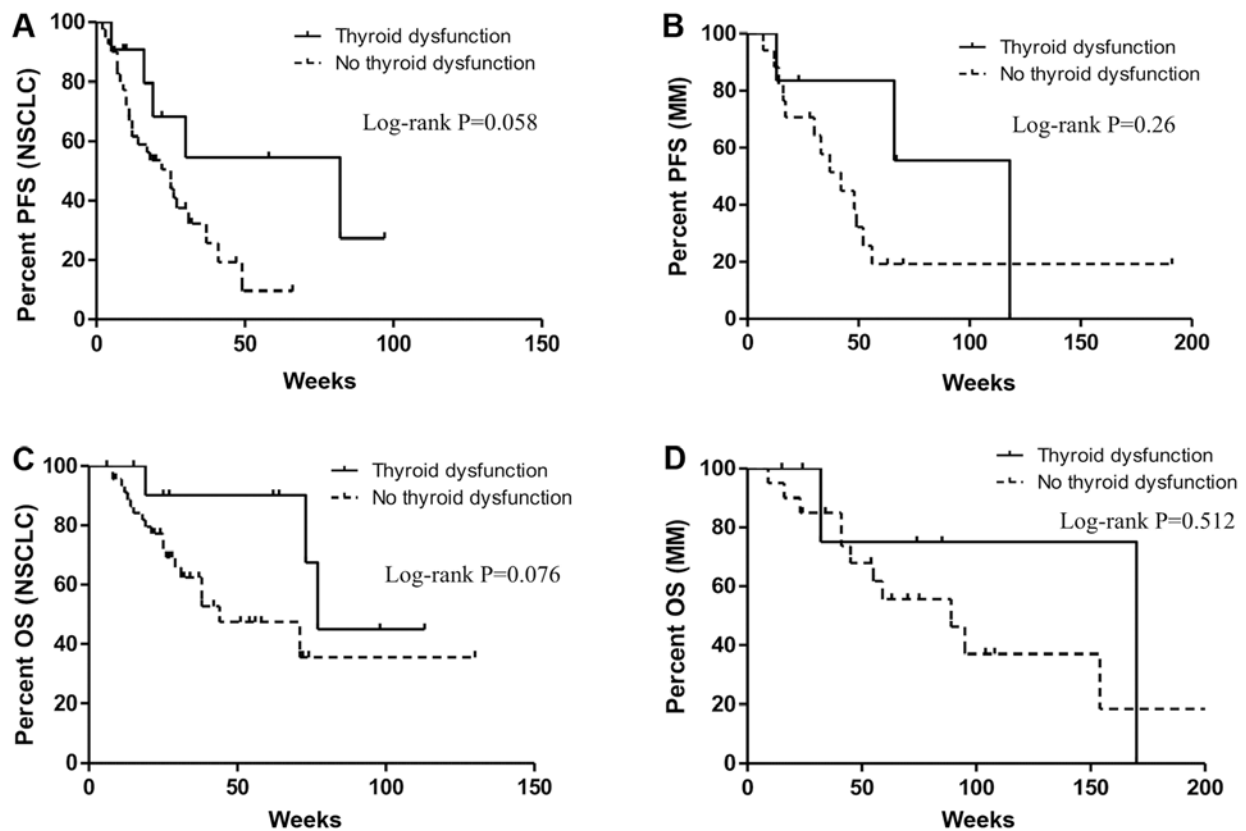 A
Percent PFS (NSCLC)
100
80
60
40
20
0
0 50 100 150
Weeks
Thyroid dysfunction
No thyroid dysfunction
Log-rank P=0.058
B
Percent PFS (MM)
100
80
60
40
20
0
0 50 100 150 200
Weeks
Thyroid dysfunction
No thyroid dysfunction
Log-rank P=0.26
C
Percent OS (NSCLC)
100
80
60
40
20
0
0 50 100 150
Weeks
Thyroid dysfunction
No thyroid dysfunction
Log-rank P=0.076
D
Percent OS (MM)
100
80
60
40
20
0
0 50 100 150 200
Weeks
Thyroid dysfunction
No thyroid dysfunction
Log-rank P=0.512